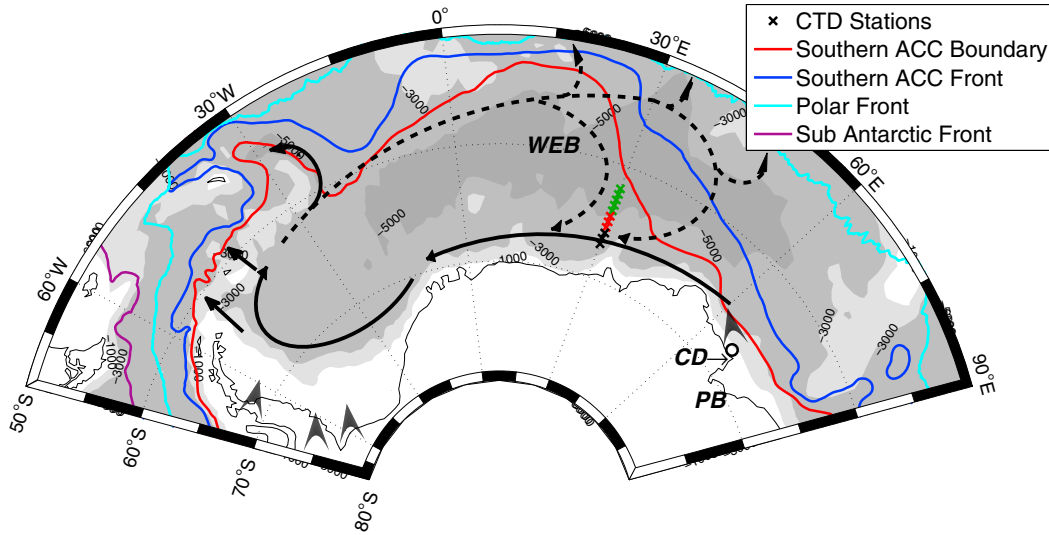 0°
30°E
CTD Stations
Southern ACC Boundary
Southern ACC Front
Polar Front
Sub Antarctic Front
30°W
−3000
−3000
−5000
−5000
WEB
60°E
−5000
−3000
−5000
−1000
60°W
−3000
−3000
−3000
CD→
PB
−1000
−3000
−1000
90°E
50°S
60°S
70°S
80°S